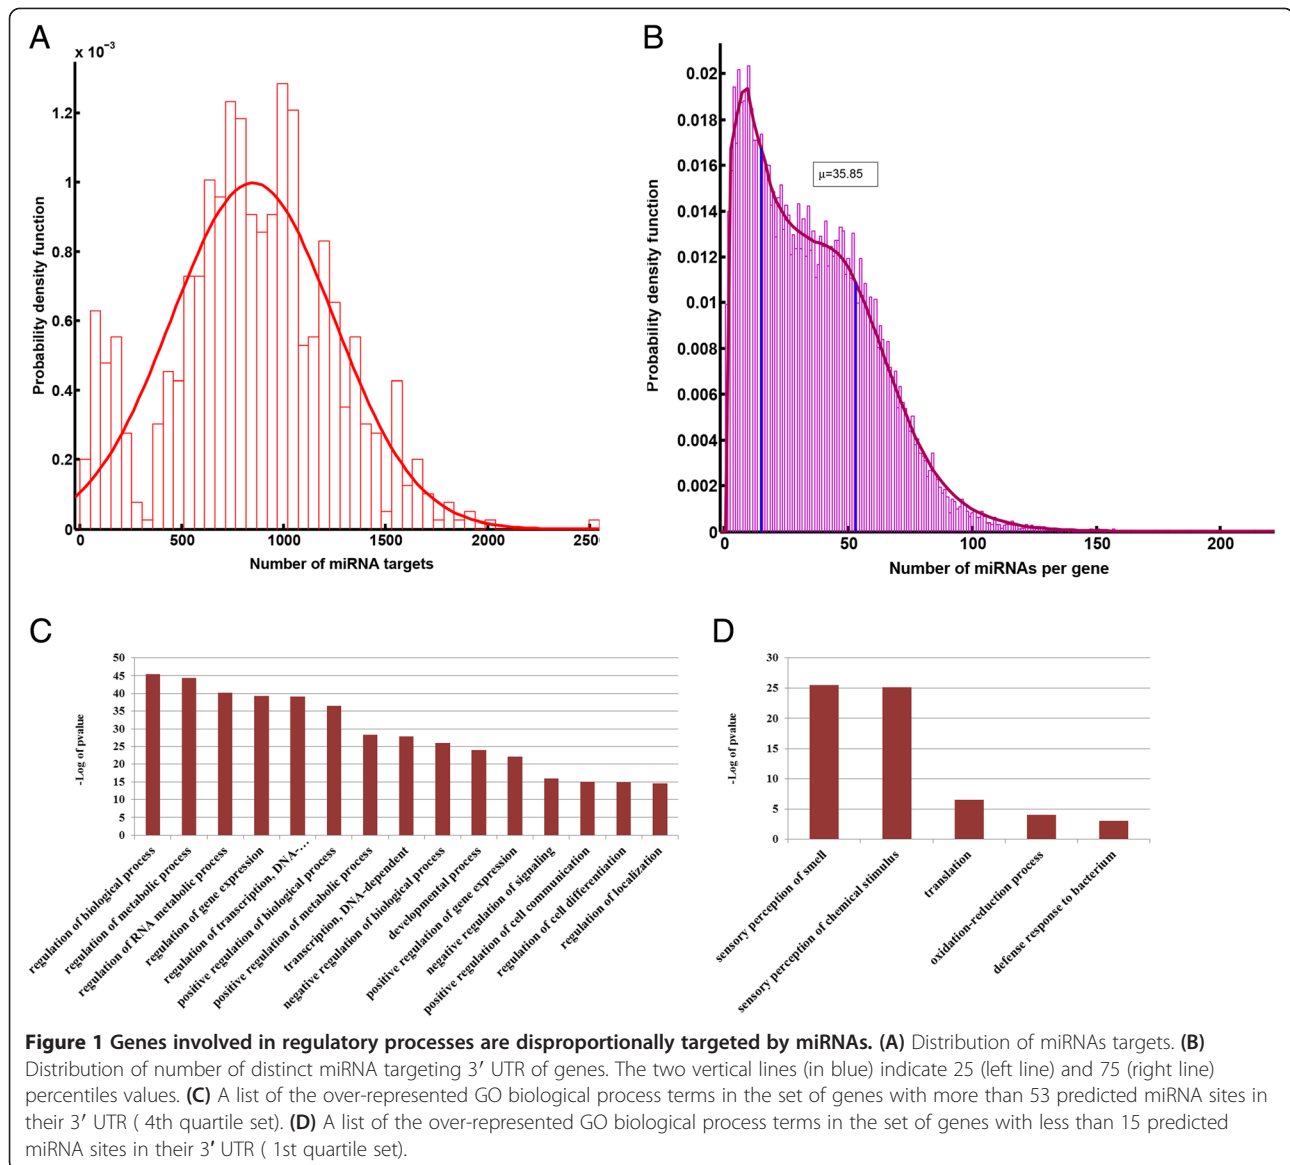 A
x 10⁻³
1.2
1
0.8
0.6
0.4
0.2
0
0
500
1000
1500
2000
250
Probability density function
Number of miRNA targets
B
0.02
0.018
0.016
0.014
0.012
0.01
0.008
0.006
0.004
0.002
0
0
50
100
150
200
μ=35.85
Probability density function
Number of miRNAs per gene
C
50
45
40
35
30
25
20
15
10
5
0
-Log of pvalue
regulation of biological process
regulation of metabolic process
regulation of RNA metabolic process
regulation of gene expression
regulation of transcription, DNA-…
positive regulation of biological process
positive regulation of metabolic process
transcription, DNA-dependent
negative regulation of biological process
developmental process
positive regulation of gene expression
negative regulation of signaling
positive regulation of cell communication
regulation of cell differentiation
regulation of localization
D
30
25
20
15
10
5
0
-Log of pvalue
sensory perception of smell
sensory perception of chemical stimulus
translation
oxidation-reduction process
defense response to bacterium
Figure 1 Genes involved in regulatory processes are disproportionally targeted by miRNAs. (A) Distribution of miRNAs targets. (B)
Distribution of number of distinct miRNA targeting 3′ UTR of genes. The two vertical lines (in blue) indicate 25 (left line) and 75 (right line)
percentiles values. (C) A list of the over-represented GO biological process terms in the set of genes with more than 53 predicted miRNA sites in
their 3′ UTR ( 4th quartile set). (D) A list of the over-represented GO biological process terms in the set of genes with less than 15 predicted
miRNA sites in their 3′ UTR ( 1st quartile set).